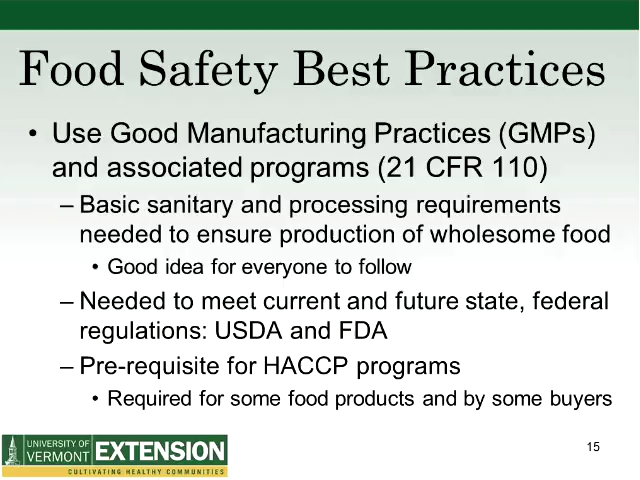 Food Safety Best Practices
• Use Good Manufacturing Practices (GMPs)
and associated programs (21 CFR 110)
– Basic sanitary and processing requirements
needed to ensure production of wholesome food
• Good idea for everyone to follow
– Needed to meet current and future state, federal
regulations: USDA and FDA
– Pre-requisite for HACCP programs
• Required for some food products and by some buyers
UNIVERSITY OF
VERMONT EXTENSION
CULTIVATING HEALTHY COMMUNITIES
15